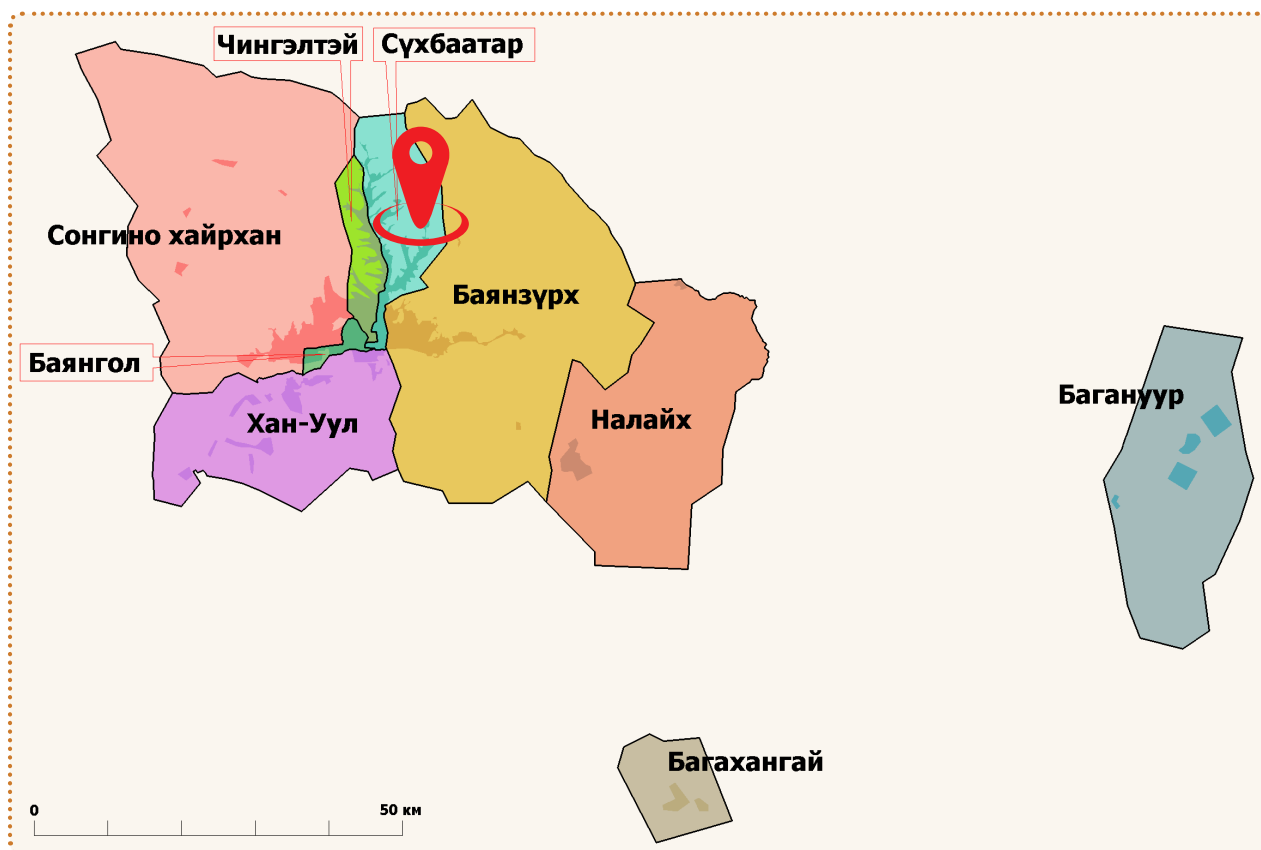 Чингэлтэй
Сүхбаатар
Сонгино хайрхан
Баянзүрх
Баянгол
Хан-Уул
Налайх
Багануур
Багахангай
0
50 км